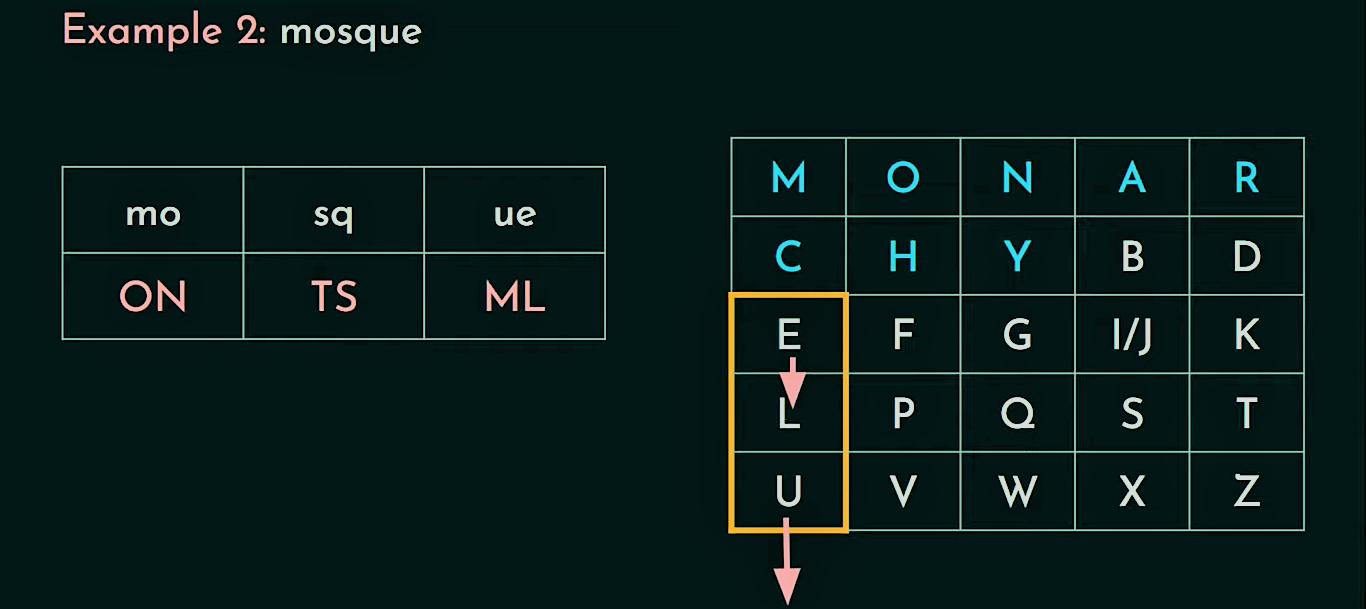 Example 2: mosque
mo sq ue
ON TS ML
M O N A R
C H Y B D
E F G I/J K
L P Q S T
U V W X Z